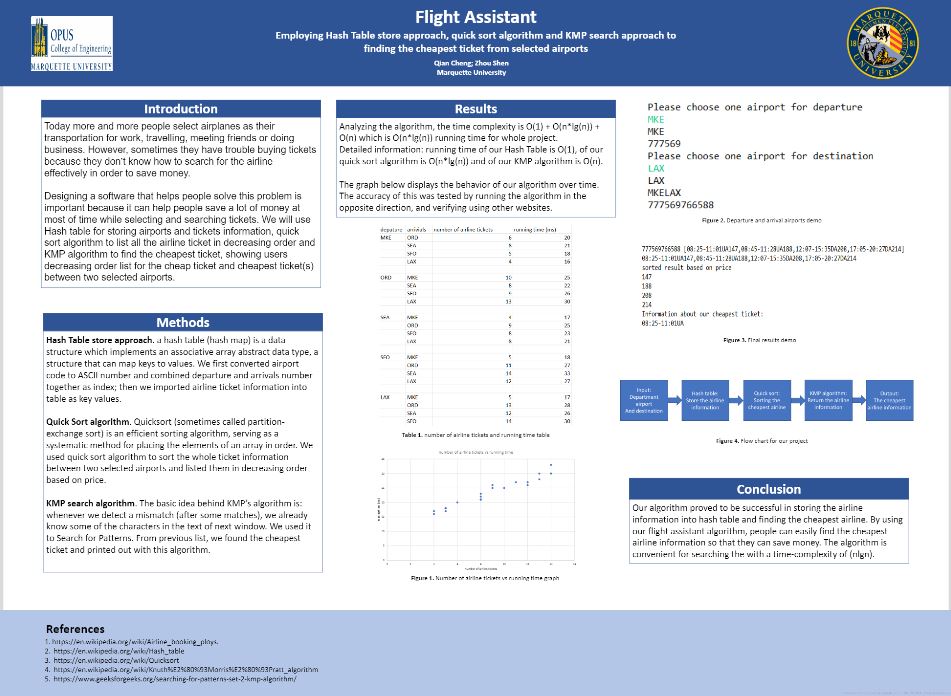 Flight Assistant
Employing Hash Table store approach, quick sort algorithm and KMP search approach to
finding the cheapest ticket from selected airports
Qian Cheng; Zhou Shen
Marquette University
OPUS
College of Engineering
MARQUETTE UNIVERSITY
MARQUETTE UNIVERSITY
1881
Introduction
Today more and more people select airplanes as their
transportation for work, travelling, meeting friends or doing
business. However, sometimes they have trouble buying tickets
because they don't know how to search for the airline
effectively in order to save money.
Designing a software that helps people solve this problem is
important because it can help people save a lot of money at
most of time while selecting and searching tickets. We will use
Hash table for storing airports and tickets information, quick
sort algorithm to list all the airline ticket in decreasing order and
KMP algorithm to find the cheapest ticket, showing users
decreasing order list for the cheap ticket and cheapest ticket(s)
between two selected airports.
Methods
Hash Table store approach. a hash table (hash map) is a data
structure which implements an associative array abstract data type, a
structure that can map keys to values. We first converted airport
code to ASCII number and combined departure and arrivals number
together as index; then we imported airline ticket information into
table as key values.
Quick Sort algorithm. Quicksort (sometimes called partition-
exchange sort) is an efficient sorting algorithm, serving as a
systematic method for placing the elements of an array in order. We
used quick sort algorithm to sort the whole ticket information
between two selected airports and listed them in decreasing order
based on price.
KMP search algorithm. The basic idea behind KMP's algorithm is:
whenever we detect a mismatch (after some matches), we already
know some of the characters in the text of next window. We used it
to Search for Patterns. From previous list, we found the cheapest
ticket and printed out with this algorithm.
Results
Analyzing the algorithm, the time complexity is O(1) + O(n*lg(n)) +
O(n) which is O(n*lg(n)) running time for whole project.
Detailed information: running time of our Hash Table is O(1), of our
quick sort algorithm is O(n*lg(n)) and of our KMP algorithm is O(n).
The graph below displays the behavior of our algorithm over time.
The accuracy of this was tested by running the algorithm in the
opposite direction, and verifying using other websites.
depature arrivials number of airline tickets running time (ms)
MKE ORD 6 20
SEA 8 21
SFO 5 18
LAX 4 16
ORD MKE 10 25
SEA 8 22
SFO 9 26
LAX 13 30
SEA MKE 4 17
ORD 9 25
SFO 8 23
LAX 8 21
SFO MKE 5 18
ORD 11 27
SEA 14 33
LAX 12 27
LAX MKE 5 17
ORD 13 28
SEA 12 26
SFO 14 30
Table 1. number of airline tickets and running time table
number of airline tickets vs running time
Figure 1. Number of airline tickets vs running time graph
Please choose one airport for departure
MKE
MKE
777569
Please choose one airport for destination
LAX
LAX
MKELAX
777569766588
Figure 2. Departure and arrival airports demo
777569766588 [08:25-11:01UA147,08:45-11:28UA188,12:07-15:35DA208,17:05-20:27DA214]
08:25-11:01UA147,08:45-11:28UA188,12:07-15:35DA208,17:05-20:27DA214
sorted result based on price
147
188
208
214
Information about our cheapest ticket:
08:25-11:01UA
Figure 3. Final results demo
Input:
Department
airport
And destination
Hash table:
Store the airline
information
Quick sort:
Sorting the
cheapest airline
KMP algorithm:
Return the airline
information
Output:
The cheapest
airline information
Figure 4. Flow chart for our project
Conclusion
Our algorithm proved to be successful in storing the airline
information into hash table and finding the cheapest airline. By using
our flight assistant algorithm, people can easily find the cheapest
airline information so that they can save money. The algorithm is
convenient for searching the with a time-complexity of (nlgn).
References
1. https://en.wikipedia.org/wiki/Airline_booking_ploys.
2. https://en.wikipedia.org/wiki/Hash_table
3. https://en.wikipedia.org/wiki/Quicksort
4. https://en.wikipedia.org/wiki/Knuth%E2%80%93Morris%E2%80%93Pratt_algorithm
5. https://www.geeksforgeeks.org/searching-for-patterns-set-2-kmp-algorithm/